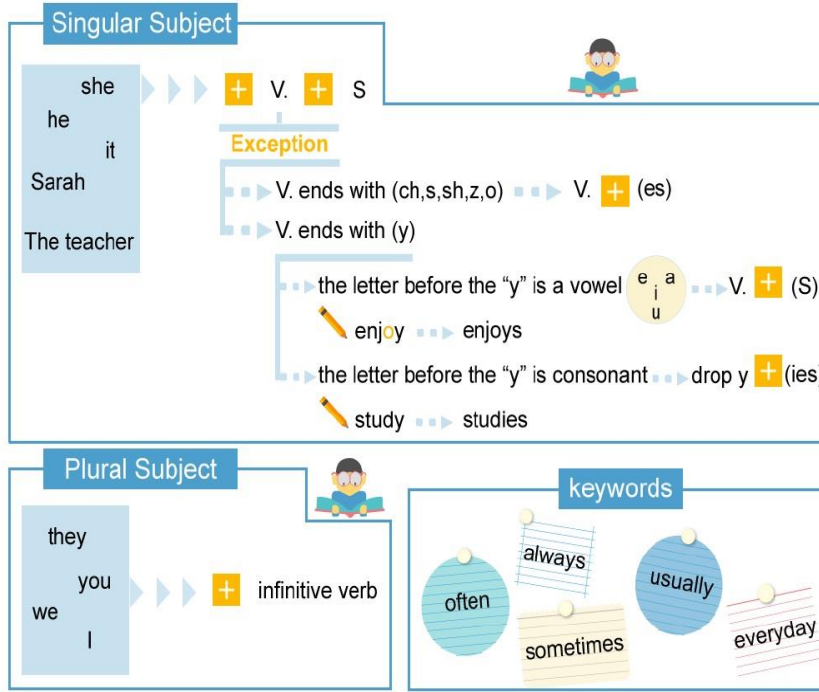 Singular Subject
she
he
it
Sarah
The teacher
+ V. + S
Exception
V. ends with (ch,s,sh,z,o) V. + (es)
V. ends with (y)
the letter before the “y” is a vowel e a i u V. + (S)
enjoy enjoys
the letter before the “y” is consonant drop y + (ies)
study studies
Plural Subject
they
you
we
I
+ infinitive verb
keywords
often
always
sometimes
usually
everyday